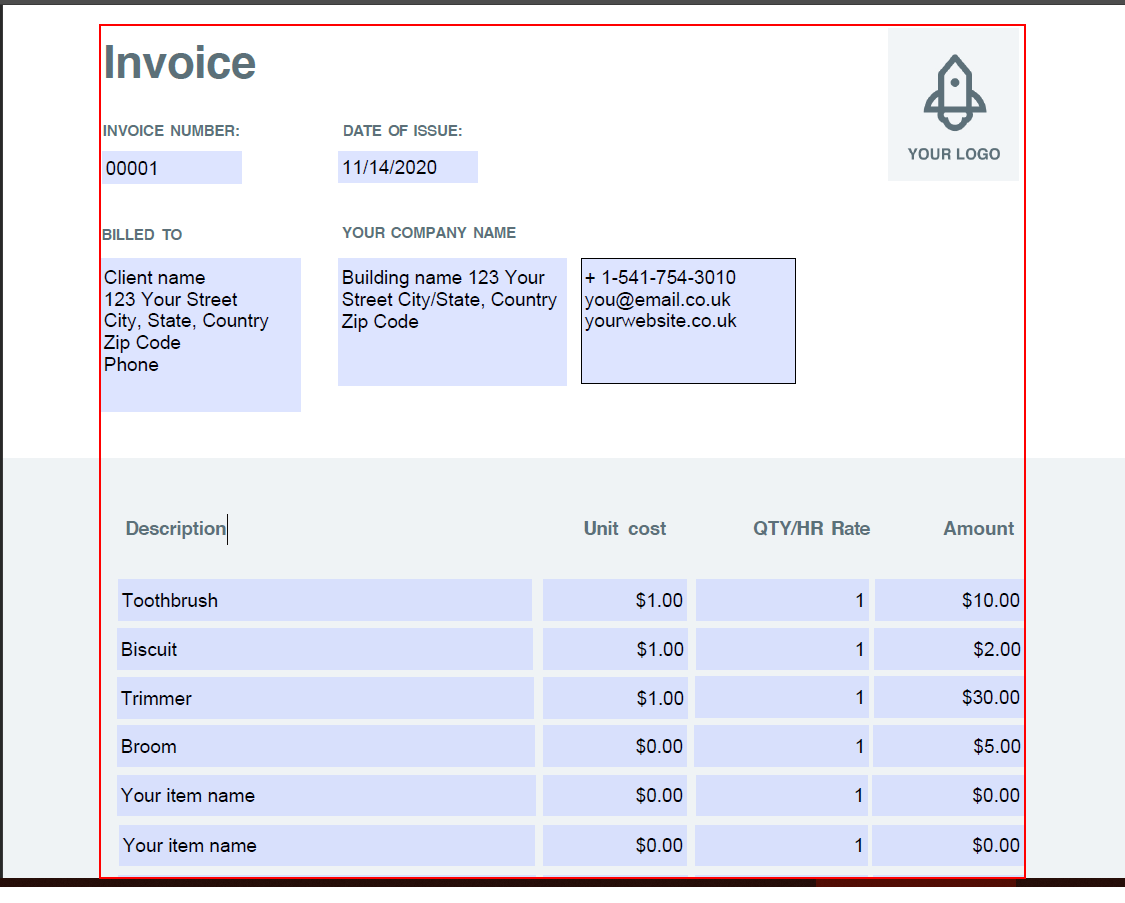 Invoice
YOUR LOGO
INVOICE NUMBER: DATE OF ISSUE:
00001 11/14/2020
BILLED TO YOUR COMPANY NAME
Client name
123 Your Street
City, State, Country
Zip Code
Phone
Building name 123 Your
Street City/State, Country
Zip Code
+ 1-541-754-3010
you@email.co.uk
yourwebsite.co.uk
Description Unit cost QTY/HR Rate Amount
Toothbrush $1.00 1 $10.00
Biscuit $1.00 1 $2.00
Trimmer $1.00 1 $30.00
Broom $0.00 1 $5.00
Your item name $0.00 1 $0.00
Your item name $0.00 1 $0.00